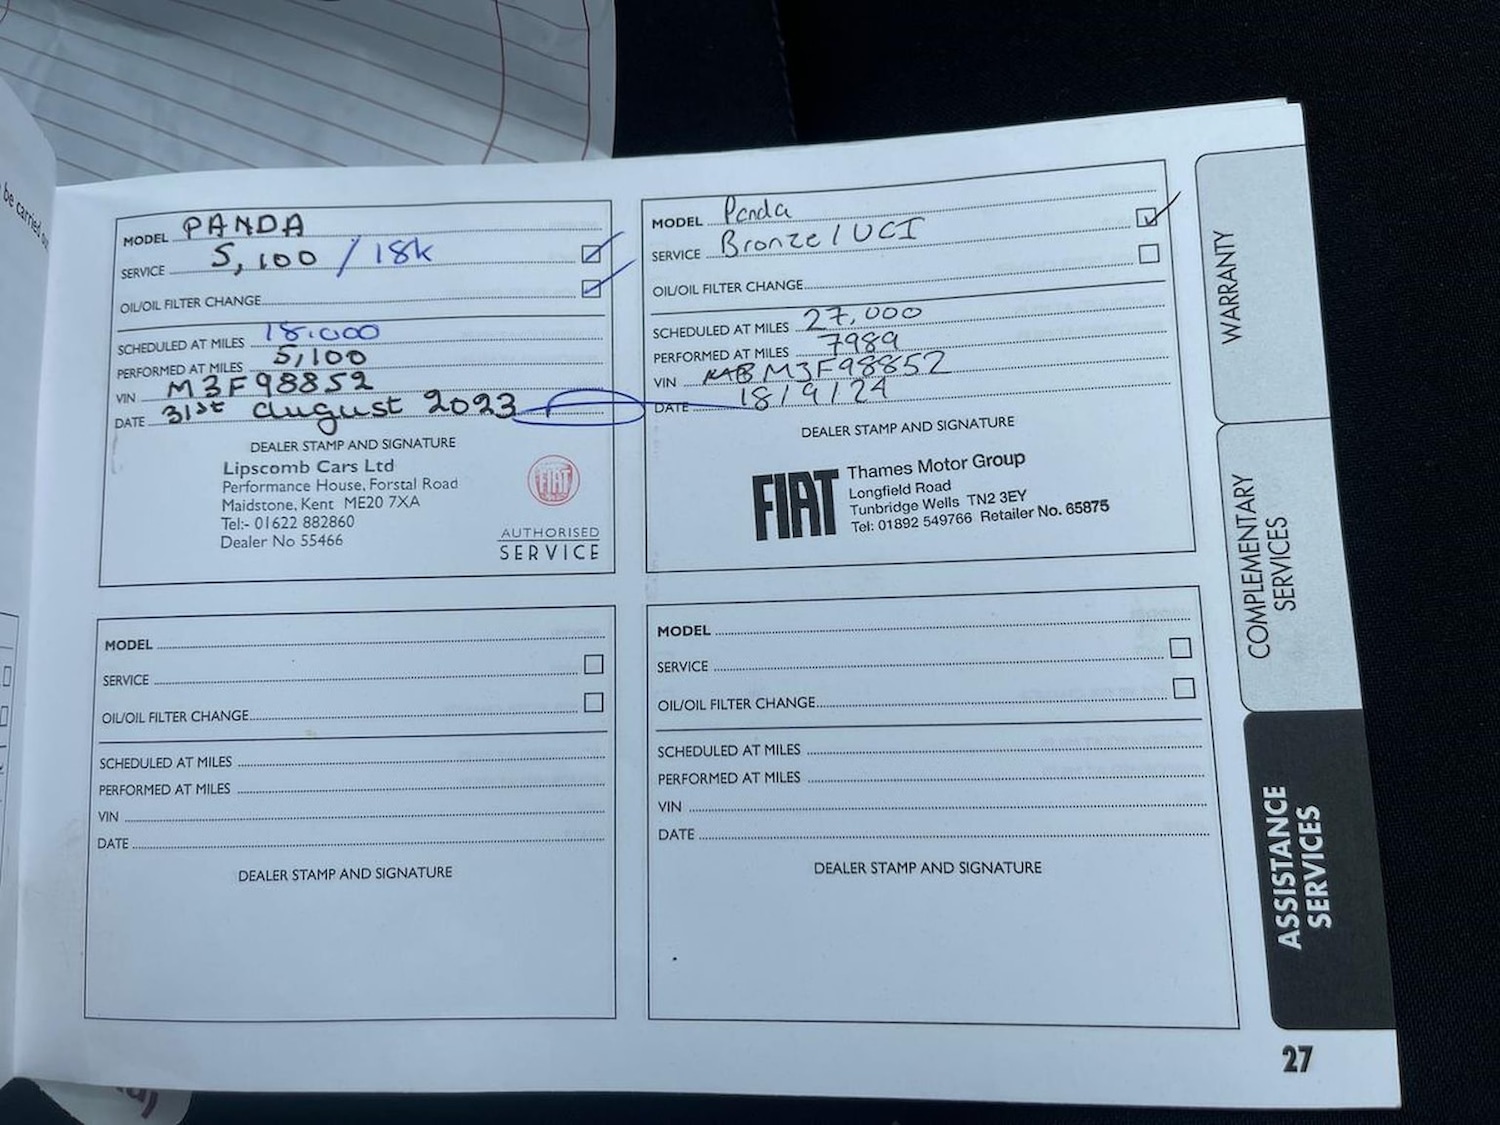 be carried ou
MODEL PANDA
SERVICE 5,100 / 18k
OIL/OIL FILTER CHANGE
SCHEDULED AT MILES 18.000
PERFORMED AT MILES 5,100
VIN M3F98852
DATE 31st august 2023
DEALER STAMP AND SIGNATURE
Lipscomb Cars Ltd
Performance House, Forstal Road
Maidstone, Kent ME20 7XA
Tel:- 01622 882860
Dealer No 55466
FIAT
AUTHORISED
SERVICE
MODEL Panda
SERVICE Bronze / UCI
OIL/OIL FILTER CHANGE
SCHEDULED AT MILES 27,000
PERFORMED AT MILES 7989
VIN M3F98852
DATE 18/9/24
DEALER STAMP AND SIGNATURE
FIAT
Thames Motor Group
Longfield Road
Tunbridge Wells TN2 3EY
Tel: 01892 549766 Retailer No. 65875
MODEL
SERVICE
OIL/OIL FILTER CHANGE
SCHEDULED AT MILES
PERFORMED AT MILES
VIN
DATE
DEALER STAMP AND SIGNATURE
MODEL
SERVICE
OIL/OIL FILTER CHANGE
SCHEDULED AT MILES
PERFORMED AT MILES
VIN
DATE
DEALER STAMP AND SIGNATURE
WARRANTY
COMPLEMENTARY
SERVICES
ASSISTANCE
SERVICES
27